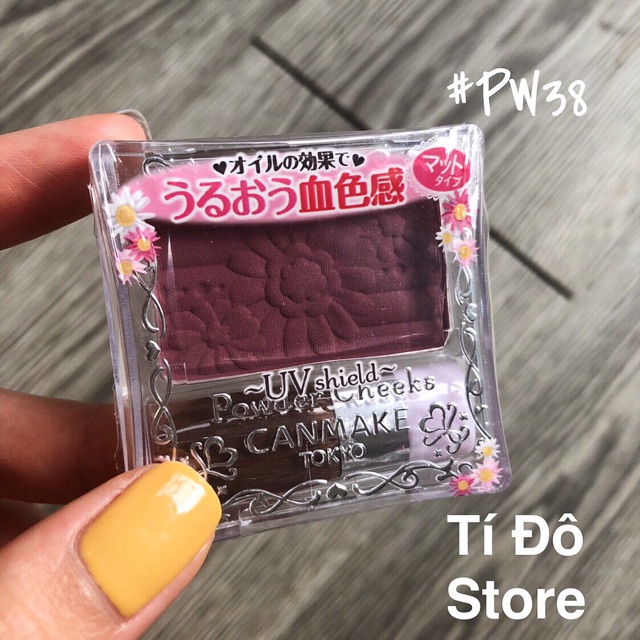 #PW38
♥オイルの効果で♥
うるおう血色感
マット
タイプ
~UV shield~
Powder Cheeks
CANMAKE
TOKYO
Tí Đô
Store